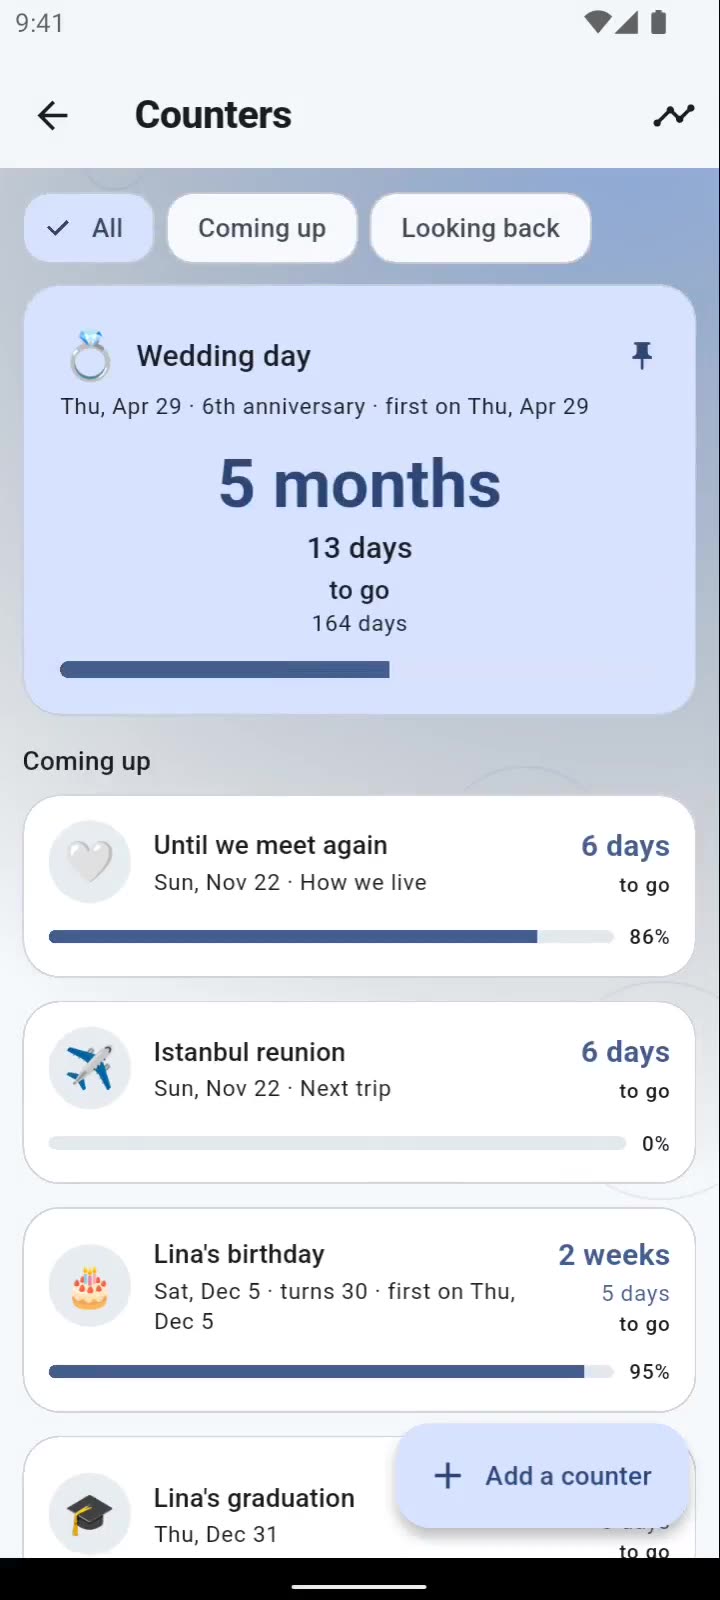 9:41
Counters
All
Coming up
Looking back
Wedding day
Thu, Apr 29 · 6th anniversary · first on Thu, Apr 29
5 months
13 days
to go
164 days
Coming up
Until we meet again
6 days
Sun, Nov 22 · How we live
to go
86%
Istanbul reunion
6 days
Sun, Nov 22 · Next trip
to go
0%
Lina's birthday
2 weeks
Sat, Dec 5 · turns 30 · first on Thu,
Dec 5
5 days
to go
95%
Add a counter
Lina's graduation
Thu, Dec 31
days
to go